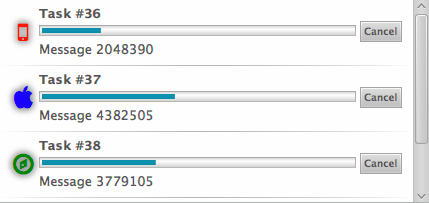 Task #36
Cancel
Message 2048390
Task #37
Cancel
Message 4382505
Task #38
Cancel
Message 3779105